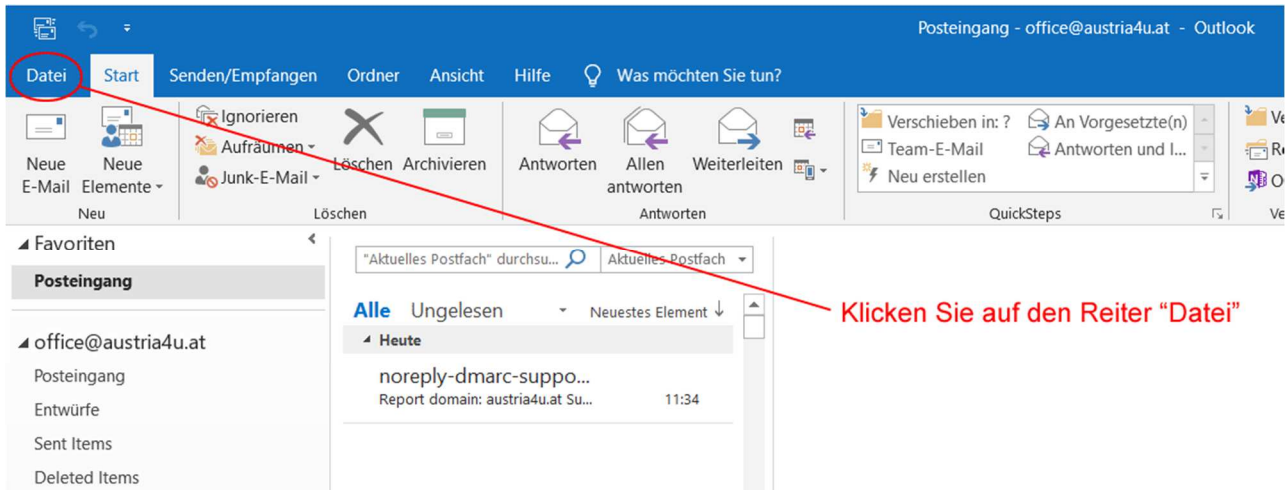 Posteingang - office@austria4u.at - Outlook
Datei Start Senden/Empfangen Ordner Ansicht Hilfe Was möchten Sie tun?
Neue E-Mail
Neue Elemente
Ignorieren
Aufräumen
Junk-E-Mail
Löschen
Archivieren
Antworten
Allen antworten
Weiterleiten
Verschieben in: ?
Team-E-Mail
Neu erstellen
An Vorgesetzte(n)
Antworten und l...
Neu
Löschen
Antworten
QuickSteps
Favoriten
Posteingang
office@austria4u.at
Posteingang
Entwürfe
Sent Items
Deleted Items
"Aktuelles Postfach" durchsu... Aktuelles Postfach
Alle Ungelesen Neuestes Element
Heute
noreply-dmarc-suppo...
Report domain: austria4u.at Su... 11:34
Klicken Sie auf den Reiter “Datei”